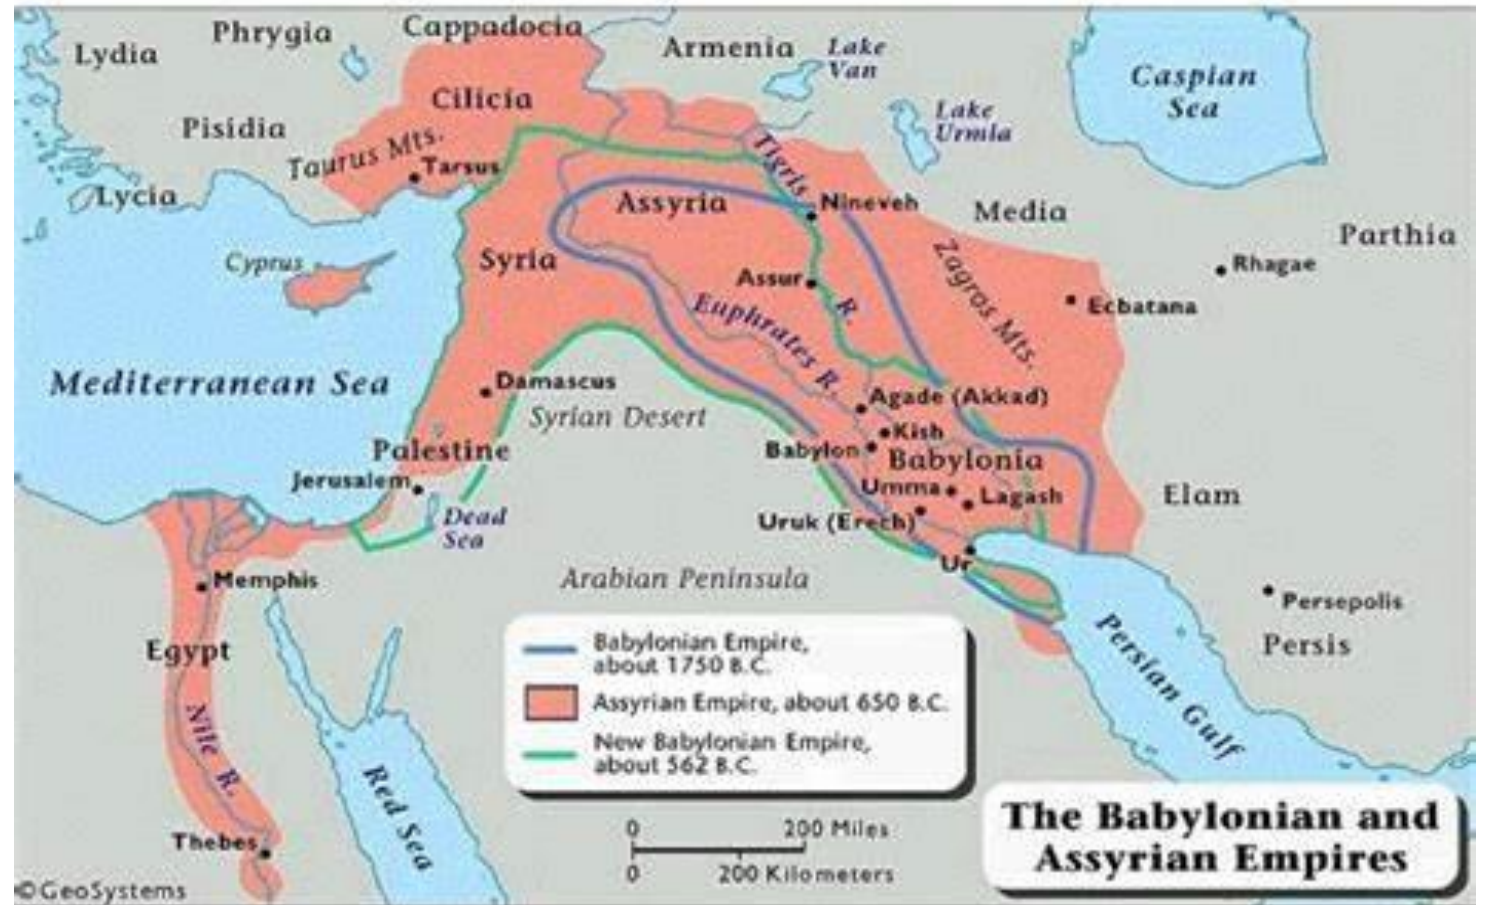 Lydia
Phrygia
Cappadocia
Armenia
Lake
Van
Caspian
Sea
Cilicia
Lake
Urmla
Pisidia
Taurus Mts.
Tarsus
Tigris
Lycia
Assyria
Nineveh
Media
Parthia
Cyprus
Syria
Zagros Mts.
Rhagae
Assur
R.
Ecbatana
Euphrates R.
Mediterranean Sea
Damascus
Syrian Desert
Agade (Akkad)
Kish
Palestine
Babylon
Babylonia
Jerusalem
Umma
Lagash
Elam
Dead
Sea
Uruk (Erech)
Ur
Memphis
Arabian Peninsula
Persepolis
Persis
Egypt
Persian Gulf
Nile R.
Red Sea
Thebes
Babylonian Empire,
about 1750 B.C.
Assyrian Empire, about 650 B.C.
New Babylonian Empire,
about 562 B.C.
0 200 Miles
0 200 Kilometers
The Babylonian and
Assyrian Empires
©GeoSystems